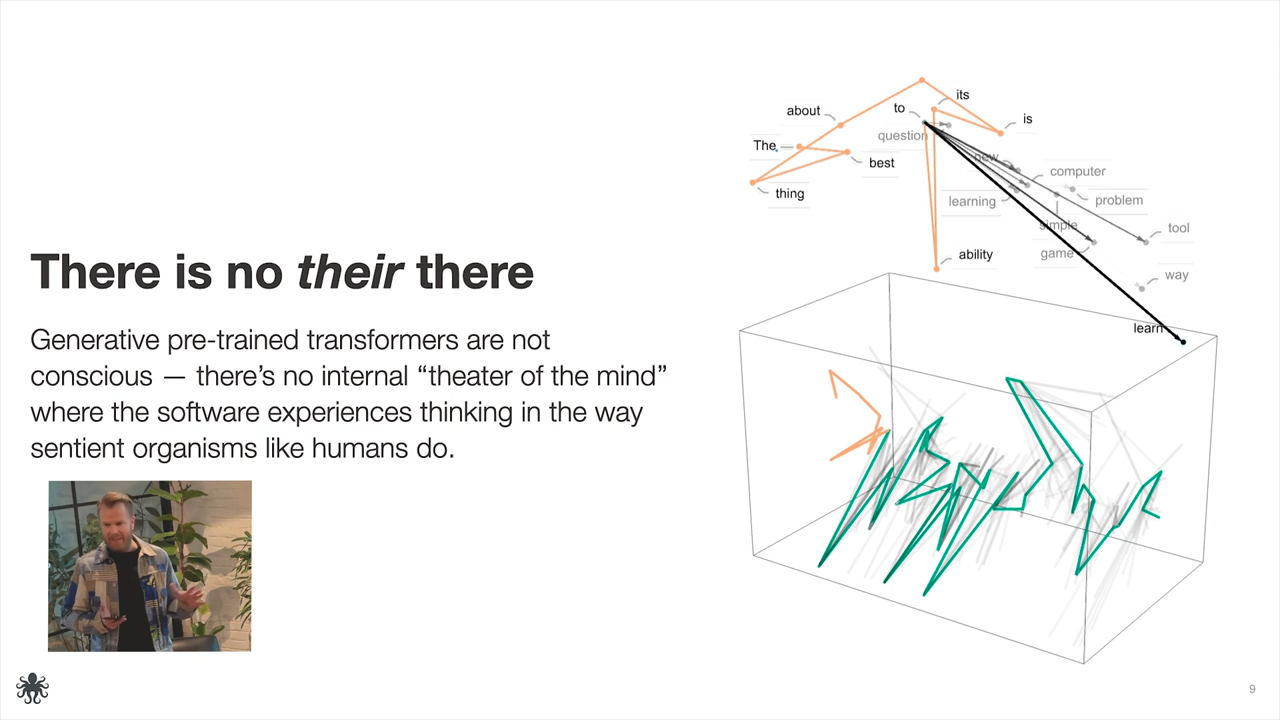 There is no their there
Generative pre-trained transformers are not
conscious — there’s no internal “theater of the mind”
where the software experiences thinking in the way
sentient organisms like humans do.
its
about
to
is
question
The
best
new
computer
thing
learning
problem
simple
tool
ability
game
way
learn
9